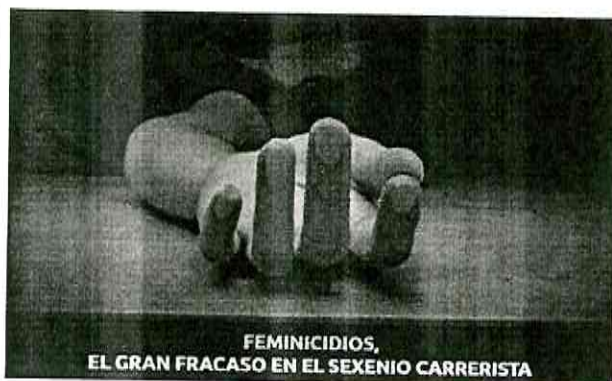 FEMINICIDIOS,
EL GRAN FRACASO EN EL SEXENIO CARRERISTA